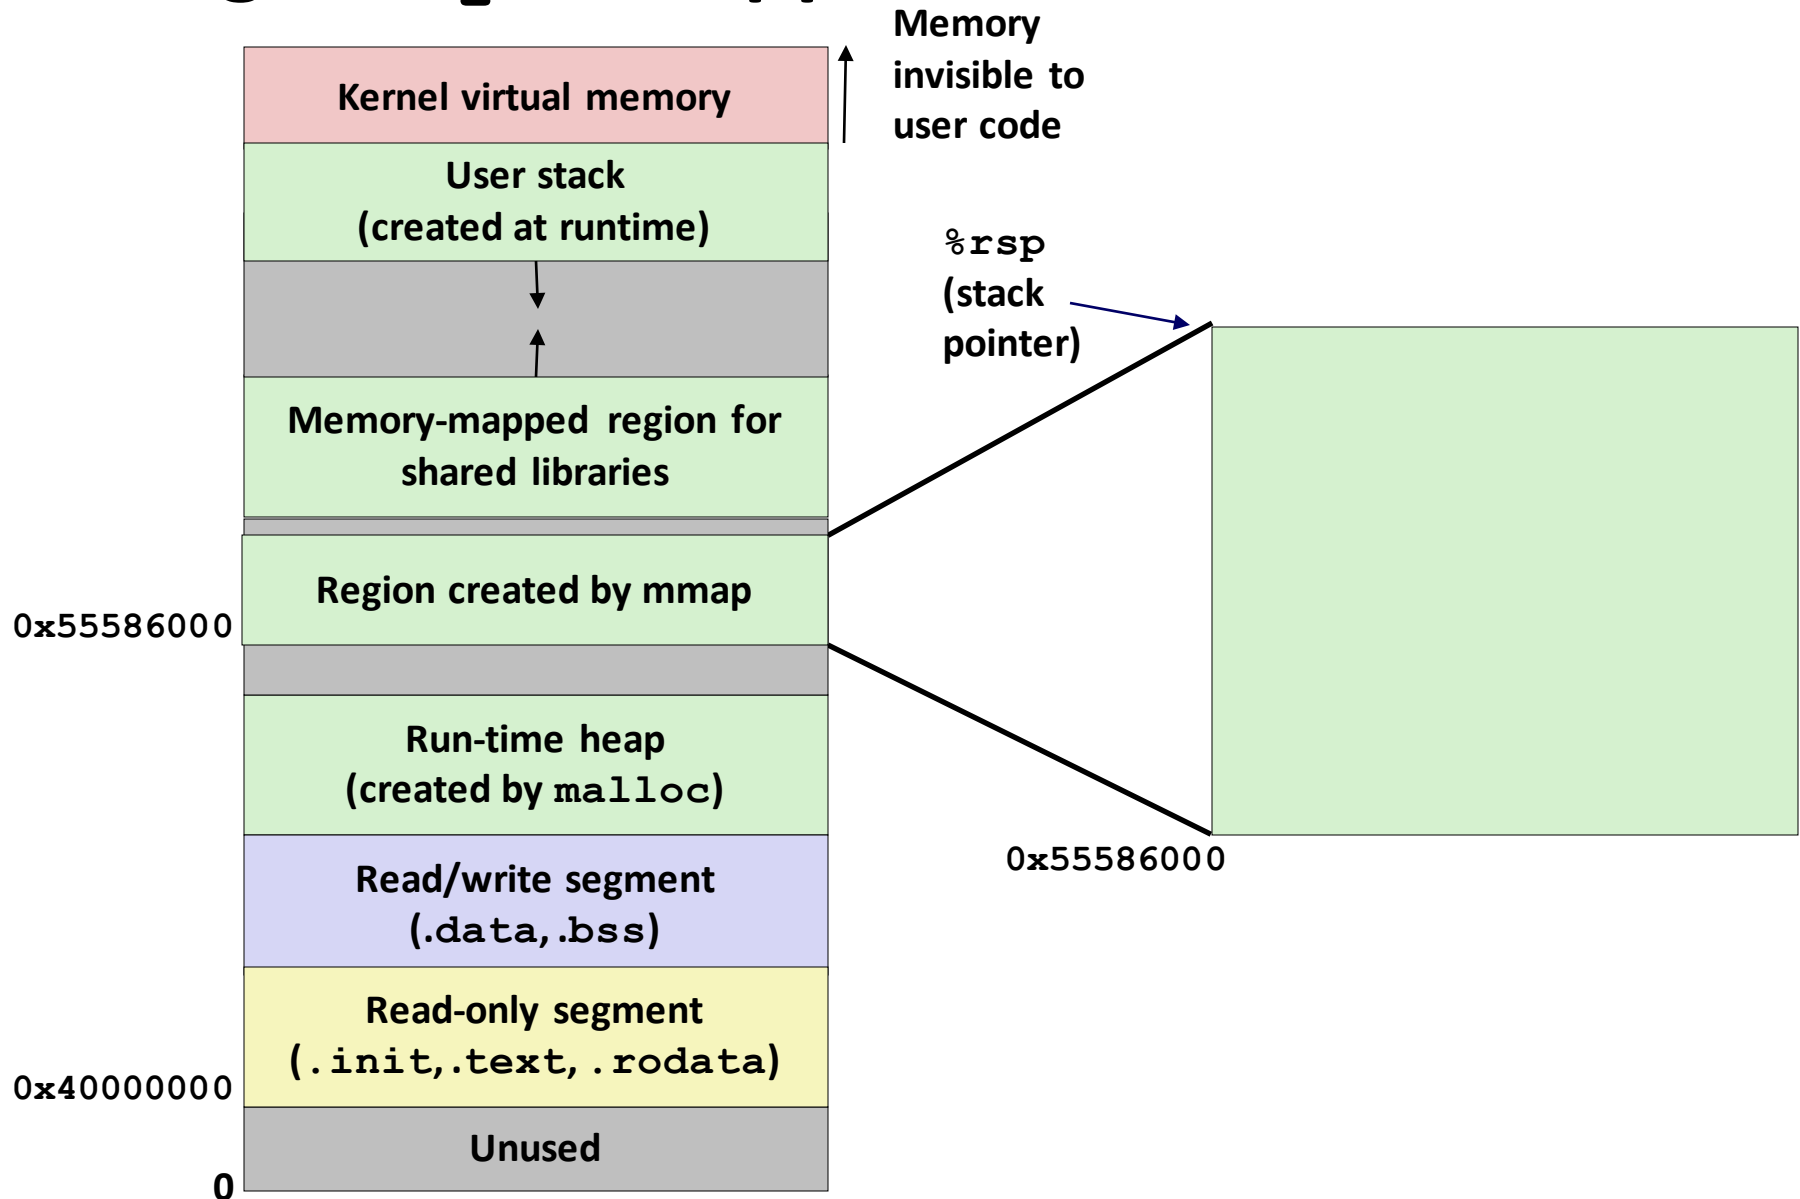 Memory
invisible to
user code
Kernel virtual memory
User stack
(created at runtime)
%rsp
(stack
pointer)
Memory-mapped region for
shared libraries
Region created by mmap
0x55586000
Run-time heap
(created by malloc)
0x55586000
Read/write segment
(.data, .bss)
Read-only segment
(.init,.text, .rodata)
0x40000000
Unused
0